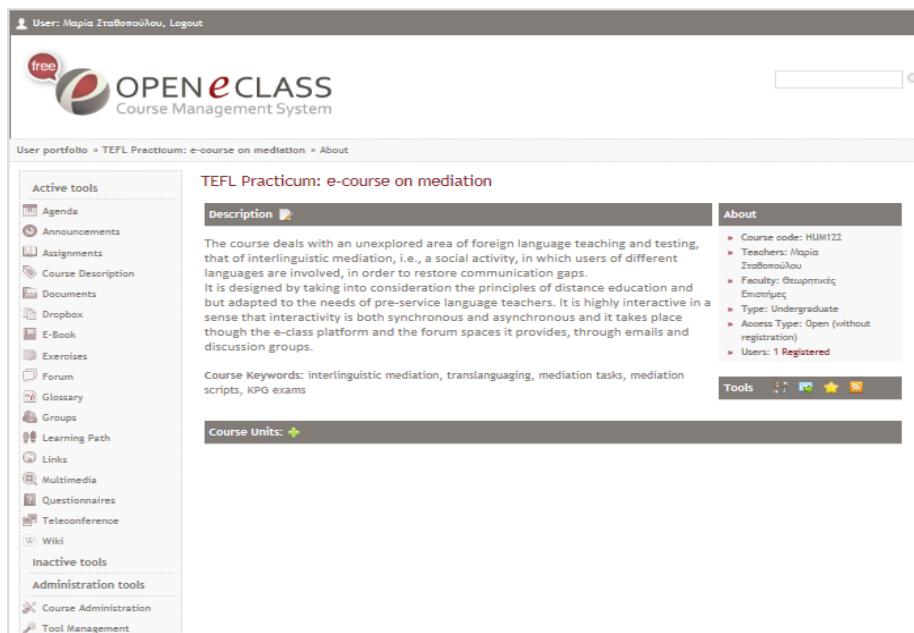 User: Μαρία Σταθοπούλου, Logout
free
OPEN eCLASS
Course Management System
User portfolio » TEFL Practicum: e-course on mediation » About
Active tools
Agenda
Announcements
Assignments
Course Description
Documents
Dropbox
E-Book
Exercises
Forum
Glossary
Groups
Learning Path
Links
Multimedia
Questionnaires
Teleconference
Wiki
Inactive tools
Administration tools
Course Administration
Tool Management
TEFL Practicum: e-course on mediation
Description
The course deals with an unexplored area of foreign language teaching and testing,
that of interlinguistic mediation, i.e., a social activity, in which users of different
languages are involved, in order to restore communication gaps.
It is designed by taking into consideration the principles of distance education and
but adapted to the needs of pre-service language teachers. It is highly interactive in a
sense that interactivity is both synchronous and asynchronous and it takes place
though the e-class platform and the forum spaces it provides, through emails and
discussion groups.
Course Keywords: interlinguistic mediation, translanguaging, mediation tasks, mediation
scripts, KPG exams
Course Units:
About
» Course code: HUM122
» Teachers: Μαρία
Σταθοπούλου
» Faculty: Θεωρητικές
Επιστήμες
» Type: Undergraduate
» Access Type: Open (without
registration)
» Users: 1 Registered
Tools